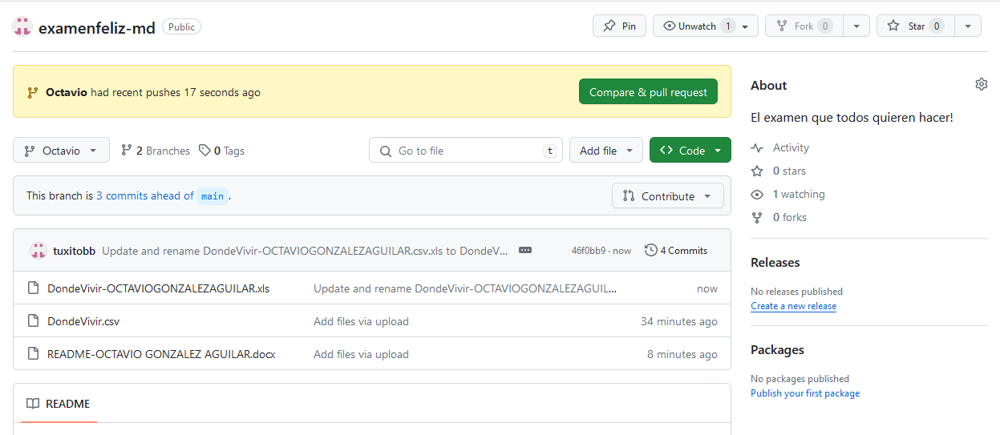 examenfeliz-md Public Pin Unwatch 1 Fork 0 Star 0
Octavio had recent pushes 17 seconds ago Compare & pull request
Octavio 2 Branches 0 Tags Go to file t Add file Code
This branch is 3 commits ahead of main. Contribute
tuxitobb Update and rename DondeVivir-OCTAVIOGONZALEZAGUILAR.csv.xls to DondeV... 46f0bb9 · now 4 Commits
DondeVivir-OCTAVIOGONZALEZAGUILAR.xls Update and rename DondeVivir-OCTAVIOGONZALEZAGUIL... now
DondeVivir.csv Add files via upload 34 minutes ago
README-OCTAVIO GONZALEZ AGUILAR.docx Add files via upload 8 minutes ago
README
About
El examen que todos quieren hacer!
Activity
0 stars
1 watching
0 forks
Releases
No releases published
Create a new release
Packages
No packages published
Publish your first package